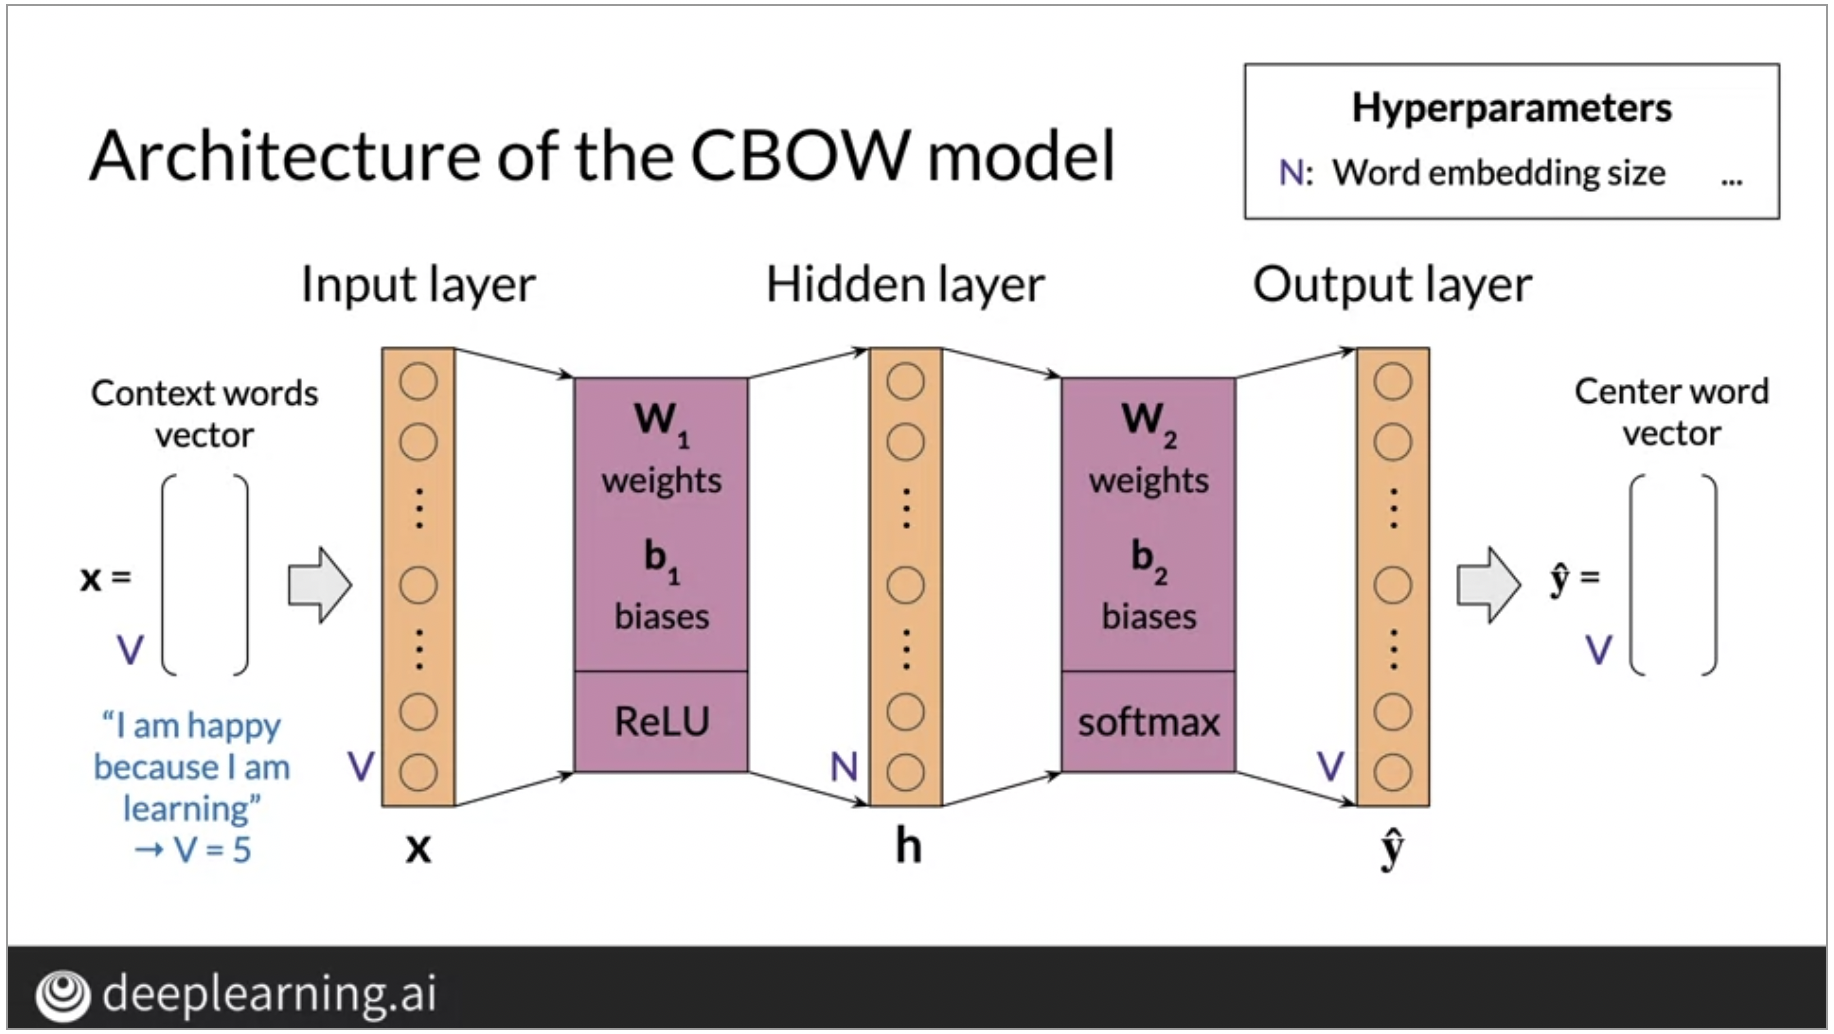 Architecture of the CBOW model
Hyperparameters
N: Word embedding size ...
Input layer
Hidden layer
Output layer
Context words
vector
x =
V
"I am happy
because I am
learning"
→ V = 5
V
x
W1
weights
b1
biases
ReLU
N
h
W2
weights
b2
biases
softmax
V
ŷ
Center word
vector
ŷ =
V
deeplearning.ai